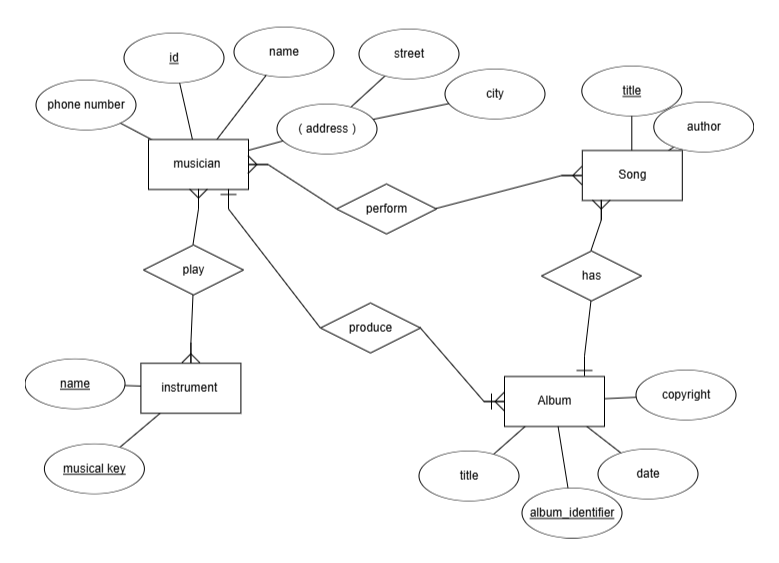 id
name
street
phone number
city
( address )
title
author
musician
Song
perform
play
has
produce
name
instrument
Album
copyright
musical key
title
date
album_identifier